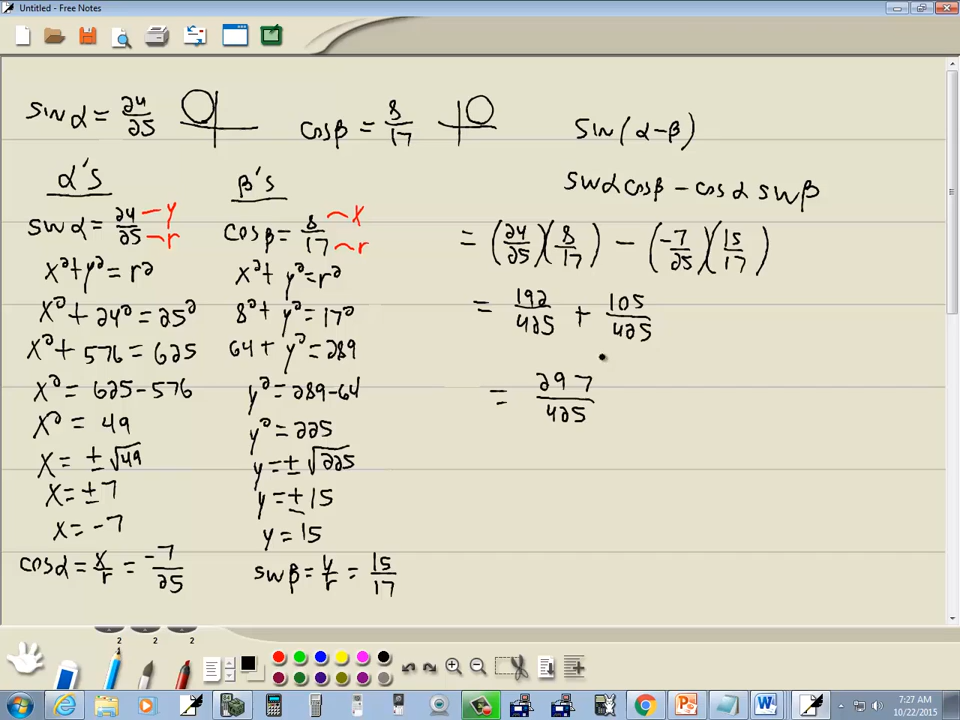 Untitled - Free Notes
sin α = 24/25
cos β = 8/17
sin(α-β)
α's
sin α = 24/25 — y — r
x² + y² = r²
x² + 24² = 25²
x² + 576 = 625
x² = 625 - 576
x² = 49
x = ±√49
x = ±7
x = -7
cos α = x/r = -7/25
β's
cos β = 8/17 ~ x ~ r
x² + y² = r²
8² + y² = 17²
64 + y² = 289
y² = 289 - 64
y² = 225
y = ±√225
y = ±15
y = 15
sin β = y/r = 15/17
sin α cos β - cos α sin β
= (24/25)(8/17) - (-7/25)(15/17)
= 192/425 + 105/425
= 297/425
2 2 2
1
7:27 AM
10/22/2015